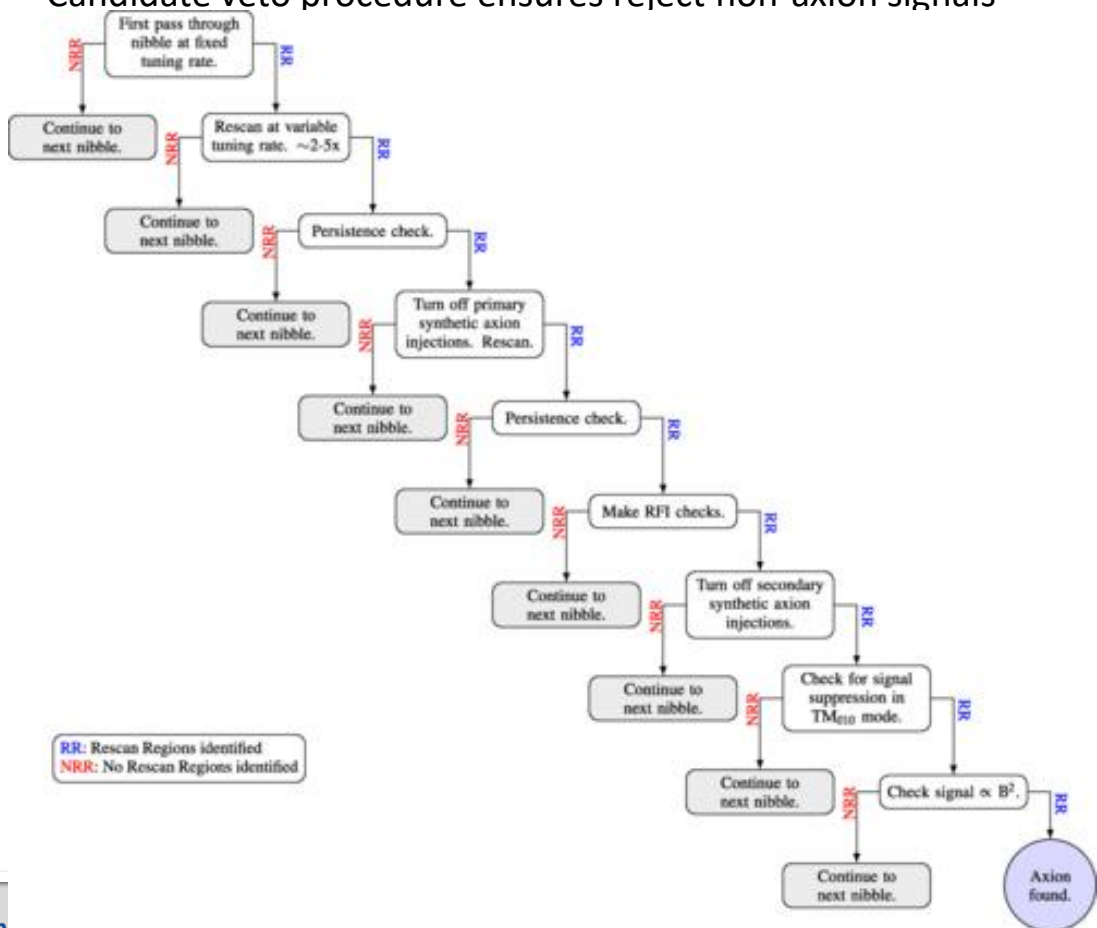 Candidate veto procedure ensures reject non-axion signals
First pass through
nibble at fixed
tuning rate.
NRR
RR
Continue to
next nibble.
Rescan at variable
tuning rate. ∼2-5x
NRR
RR
Continue to
next nibble.
Persistence check.
NRR
RR
Continue to
next nibble.
Turn off primary
synthetic axion
injections. Rescan.
NRR
RR
Continue to
next nibble.
Persistence check.
NRR
RR
Continue to
next nibble.
Make RFI checks.
NRR
RR
Continue to
next nibble.
Turn off secondary
synthetic axion
injections.
NRR
RR
Continue to
next nibble.
Check for signal
suppression in
TM₀₁₀ mode.
NRR
RR
Continue to
next nibble.
Check signal ∝ B².
NRR
RR
Continue to
next nibble.
Axion
found.
RR: Rescan Regions identified
NRR: No Rescan Regions identified